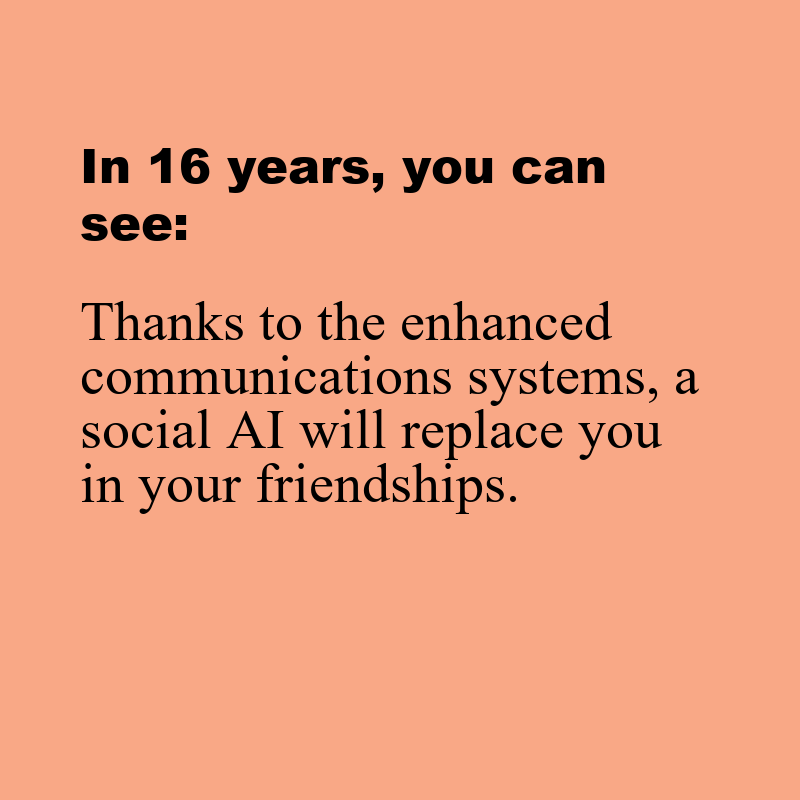 In 16 years, you can
see:
Thanks to the enhanced
communications systems, a
social AI will replace you
in your friendships.